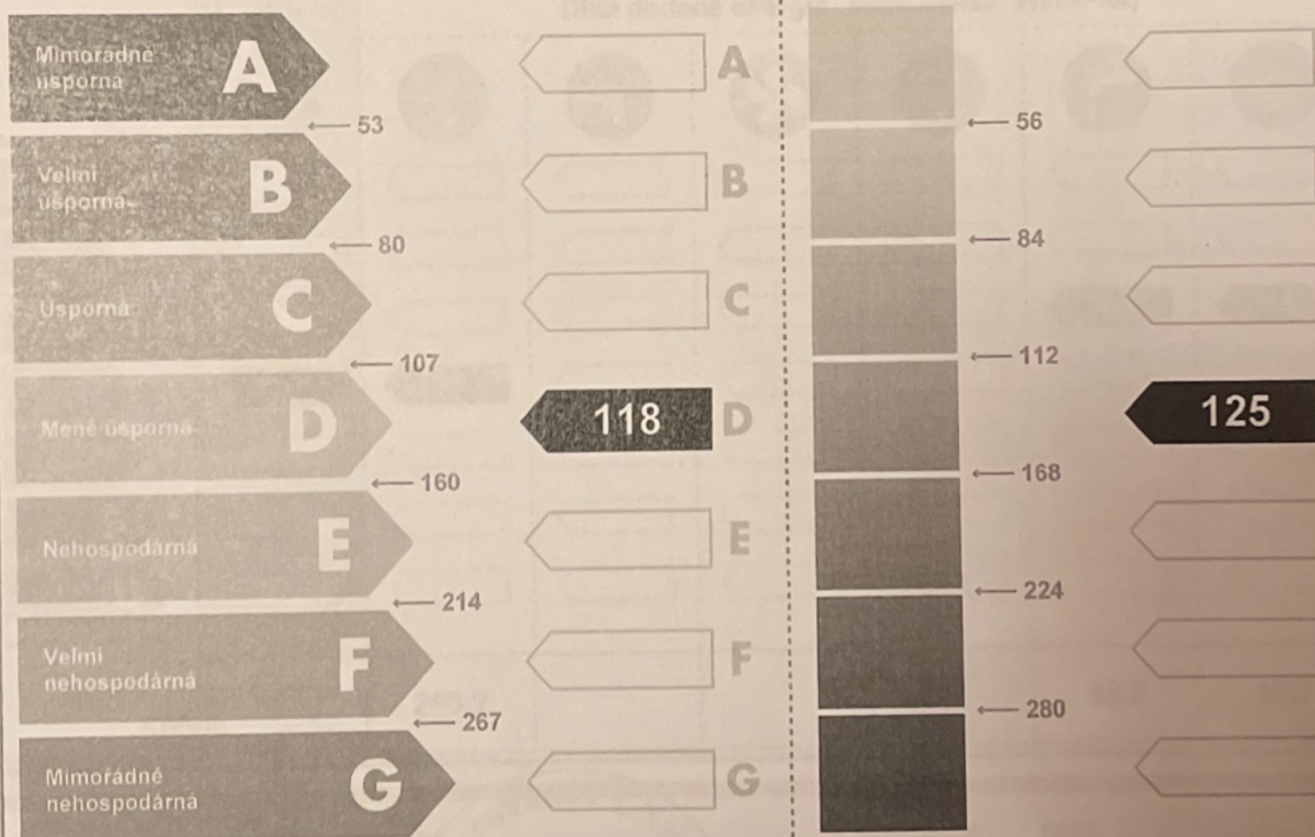 Mimořádně
úsporná
A
A
53
56
Velmi
úsporná
B
B
80
84
Úsporná
C
C
107
112
Méně úsporná
D
118
D
125
160
168
Nehospodárná
E
E
214
224
Velmi
nehospodárná
F
F
267
280
Mimořádně
nehospodárná
G
G